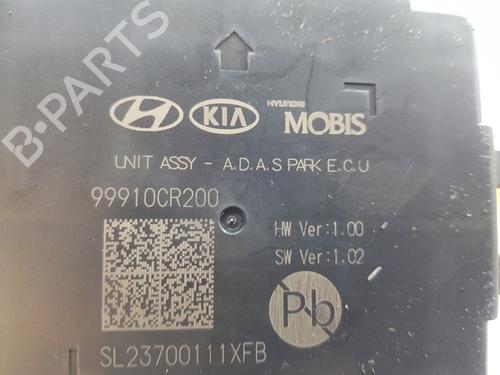 B-PARTS
KIA
HYUNDAI
MOBIS
UNIT ASSY - A.D.A.S PARK E.C.U
99910CR200
HW Ver:1.00
SW Ver:1.02
Pb
SL23700111XFB